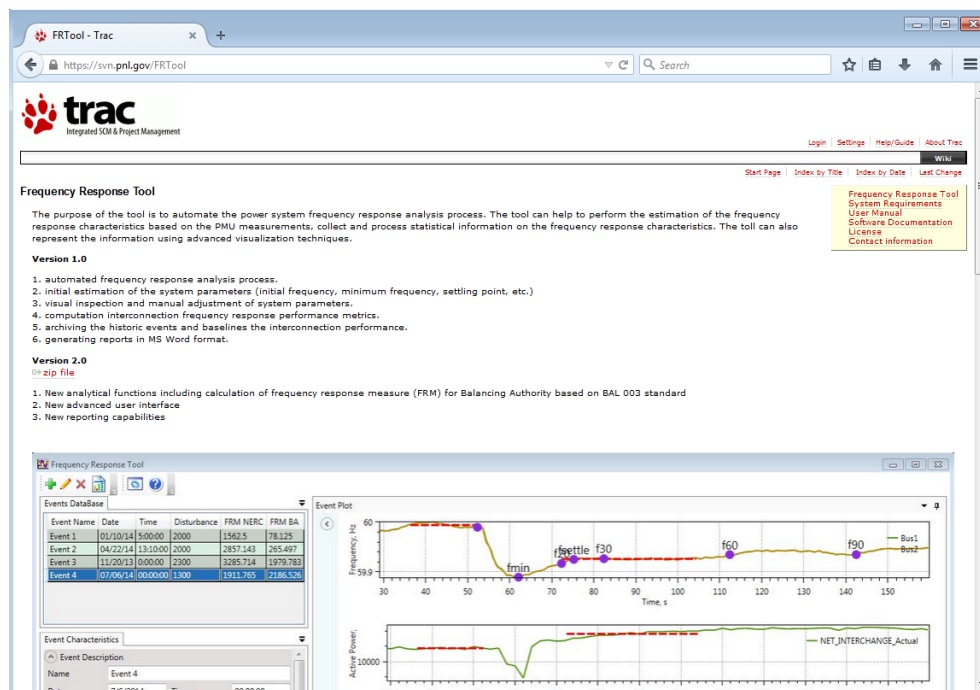 FRTool - Trac
https://svn.pnl.gov/FRTool
Search
trac
Integrated SCM & Project Management
Login Settings Help/Guide About Trac
Wiki
Start Page Index by Title Index by Date Last Change
Frequency Response Tool
Frequency Response Tool
System Requirements
User Manual
Software Documentation
License
Contact information
The purpose of the tool is to automate the power system frequency response analysis process. The tool can help to perform the estimation of the frequency
response characteristics based on the PMU measurements, collect and process statistical information on the frequency response characteristics. The toll can also
represent the information using advanced visualization techniques.
Version 1.0
1. automated frequency response analysis process.
2. initial estimation of the system parameters (initial frequency, minimum frequency, settling point, etc.)
3. visual inspection and manual adjustment of system parameters.
4. computation interconnection frequency response performance metrics.
5. archiving the historic events and baselines the interconnection performance.
6. generating reports in MS Word format.
Version 2.0
zip file
1. New analytical functions including calculation of frequency response measure (FRM) for Balancing Authority based on BAL 003 standard
2. New advanced user interface
3. New reporting capabilities
Frequency Response Tool
Events DataBase
Event Name Date Time Disturbance FRM NERC FRM BA
Event 1 01/10/14 5:00:00 2000 1562.5 78.125
Event 2 04/22/14 13:10:00 2000 2857.143 265.497
Event 3 11/20/13 0:00:00 2300 3285.714 1979.783
Event 4 07/06/14 00:00:00 1300 1911.765 2186.526
Event Characteristics
Event Description
Name Event 4
7/6/2014 Time 00:00:00
Event Plot
Frequency, Hz
60
59.9
fmin
fsettle f30
f60
f90
Bus1
Bus2
30 40 50 60 70 80 90 100 110 120 130 140 150
Time, s
Active Power,
10000
NET_INTERCHANGE_Actual